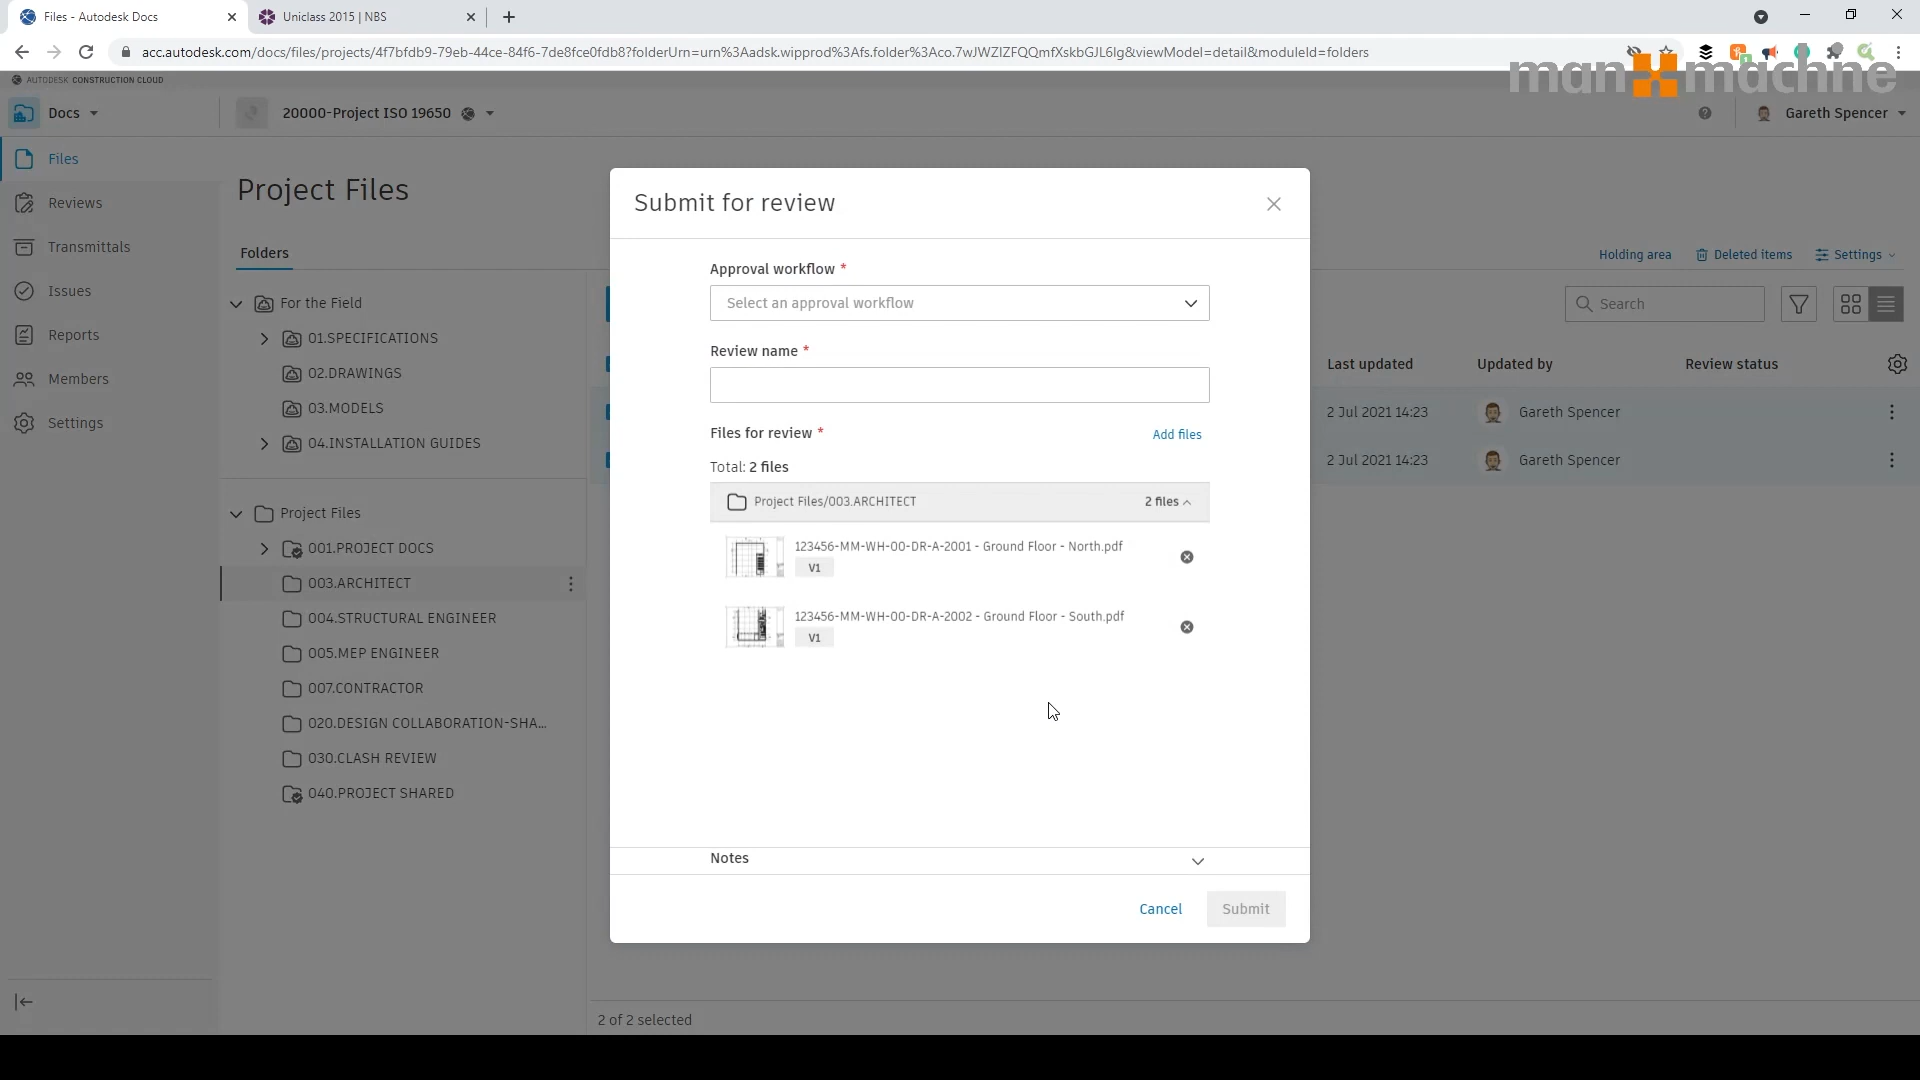 Files - Autodesk Docs
Uniclass 2015 | NBS
acc.autodesk.com/docs/files/projects/4f7bfdb9-79eb-44ce-84f6-7de8fce0fdb8?folderUrn=urn%3Aadsk.wipprod%3Afs.folder%3Aco.7wJWZIZFQQmfXskbGJL6Ig&viewModel=detail&moduleId=folders
AUTODESK CONSTRUCTION CLOUD
man machine
Docs
20000-Project ISO 19650
Gareth Spencer
Files
Reviews
Transmittals
Issues
Reports
Members
Settings
Project Files
Folders
Holding area
Deleted items
Settings
For the Field
01.SPECIFICATIONS
02.DRAWINGS
03.MODELS
04.INSTALLATION GUIDES
Project Files
001.PROJECT DOCS
003.ARCHITECT
004.STRUCTURAL ENGINEER
005.MEP ENGINEER
007.CONTRACTOR
020.DESIGN COLLABORATION-SHA...
030.CLASH REVIEW
040.PROJECT SHARED
Submit for review
Approval workflow *
Select an approval workflow
Review name *
Files for review *
Add files
Total: 2 files
Project Files/003.ARCHITECT
2 files
123456-MM-WH-00-DR-A-2001 - Ground Floor - North.pdf
V1
123456-MM-WH-00-DR-A-2002 - Ground Floor - South.pdf
V1
Notes
Cancel
Submit
Search
Last updated
Updated by
Review status
2 Jul 2021 14:23
Gareth Spencer
2 Jul 2021 14:23
Gareth Spencer
2 of 2 selected